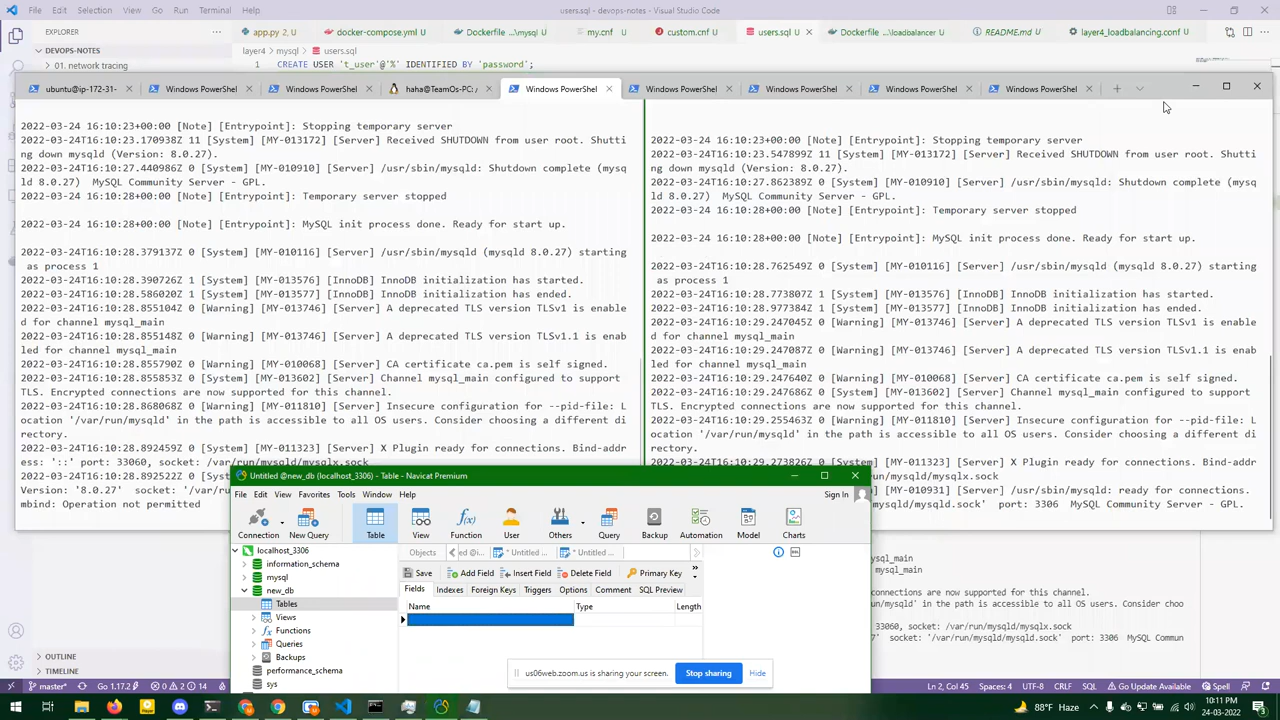 File Edit Selection View Go Run Terminal Help users.sql - devops-notes - Visual Studio Code
EXPLORER ··· app.py 2, U docker-compose.yml U Dockerfile ...\mysql U my.cnf U custom.cnf U users.sql U Dockerfile ...\loadbalancer U README.md U layer4_loadbalancing.conf U
DEVOPS-NOTES layer4 > mysql > users.sql
01. network tracing 1 CREATE USER 't_user'@'%' IDENTIFIED BY 'password';
ubuntu@ip-172-31- Windows PowerShel Windows PowerShel haha@TeamOs-PC: Windows PowerShel Windows PowerShel Windows PowerShel Windows PowerShel Windows PowerShel
2022-03-24 16:10:23+00:00 [Note] [Entrypoint]: Stopping temporary server
2022-03-24T16:10:23.170938Z 11 [System] [MY-013172] [Server] Received SHUTDOWN from user root. Shutti
ng down mysqld (Version: 8.0.27).
2022-03-24T16:10:27.440986Z 0 [System] [MY-010910] [Server] /usr/sbin/mysqld: Shutdown complete (mysq
ld 8.0.27)  MySQL Community Server - GPL.
2022-03-24 16:10:28+00:00 [Note] [Entrypoint]: Temporary server stopped
2022-03-24 16:10:28+00:00 [Note] [Entrypoint]: MySQL init process done. Ready for start up.
2022-03-24T16:10:28.379137Z 0 [System] [MY-010116] [Server] /usr/sbin/mysqld (mysqld 8.0.27) starting
as process 1
2022-03-24T16:10:28.390726Z 1 [System] [MY-013576] [InnoDB] InnoDB initialization has started.
2022-03-24T16:10:28.586020Z 1 [System] [MY-013577] [InnoDB] InnoDB initialization has ended.
2022-03-24T16:10:28.855104Z 0 [Warning] [MY-013746] [Server] A deprecated TLS version TLSv1 is enable
d for channel mysql_main
2022-03-24T16:10:28.855148Z 0 [Warning] [MY-013746] [Server] A deprecated TLS version TLSv1.1 is enab
led for channel mysql_main
2022-03-24T16:10:28.855790Z 0 [Warning] [MY-010068] [Server] CA certificate ca.pem is self signed.
2022-03-24T16:10:28.855853Z 0 [System] [MY-013602] [Server] Channel mysql_main configured to support
TLS. Encrypted connections are now supported for this channel.
2022-03-24T16:10:28.868068Z 0 [Warning] [MY-011810] [Server] Insecure configuration for --pid-file: L
ocation '/var/run/mysqld' in the path is accessible to all OS users. Consider choosing a different di
rectory.
2022-03-24T16:10:28.892459Z 0 [System] [MY-011323] [Server] X Plugin ready for connections. Bind-addr
ess: '::' port: 33060, socket: /var/run/mysqld/mysqlx.sock
2022-03-24T16:10:28.892522Z 0
Version: '8.0.27'  socket: '/var/r
mbind: Operation not permitted
2022-03-24 16:10:23+00:00 [Note] [Entrypoint]: Stopping temporary server
2022-03-24T16:10:23.547899Z 11 [System] [MY-013172] [Server] Received SHUTDOWN from user root. Shutti
ng down mysqld (Version: 8.0.27).
2022-03-24T16:10:27.862389Z 0 [System] [MY-010910] [Server] /usr/sbin/mysqld: Shutdown complete (mysq
ld 8.0.27)  MySQL Community Server - GPL.
2022-03-24 16:10:28+00:00 [Note] [Entrypoint]: Temporary server stopped
2022-03-24 16:10:28+00:00 [Note] [Entrypoint]: MySQL init process done. Ready for start up.
2022-03-24T16:10:28.762549Z 0 [System] [MY-010116] [Server] /usr/sbin/mysqld (mysqld 8.0.27) starting
as process 1
2022-03-24T16:10:28.773807Z 1 [System] [MY-013576] [InnoDB] InnoDB initialization has started.
2022-03-24T16:10:28.977384Z 1 [System] [MY-013577] [InnoDB] InnoDB initialization has ended.
2022-03-24T16:10:29.247045Z 0 [Warning] [MY-013746] [Server] A deprecated TLS version TLSv1 is enable
d for channel mysql_main
2022-03-24T16:10:29.247087Z 0 [Warning] [MY-013746] [Server] A deprecated TLS version TLSv1.1 is enab
led for channel mysql_main
2022-03-24T16:10:29.247640Z 0 [Warning] [MY-010068] [Server] CA certificate ca.pem is self signed.
2022-03-24T16:10:29.247676Z 0 [System] [MY-013602] [Server] Channel mysql_main configured to support
TLS. Encrypted connections are now supported for this channel.
2022-03-24T16:10:29.255463Z 0 [Warning] [MY-011810] [Server] Insecure configuration for --pid-file: L
ocation '/var/run/mysqld' in the path is accessible to all OS users. Consider choosing a different di
rectory.
2022-03-24T16:10:29.273826Z 0 [System] [MY-011323] [Server] X Plugin ready for connections. Bind-addr
/mysqlx.sock
[MY-010931] [Server] /usr/sbin/mysqld: ready for connections.
ld.sock'  port: 3306  MySQL Community Server - GPL.
Untitled @new_db (localhost_3306) - Table - Navicat Premium
File Edit View Favorites Tools Window Help Sign In
Connection New Query Table View Function User Others Query Backup Automation Model Charts
localhost_3306
information_schema
mysql
new_db
Tables
Views
Functions
Queries
Backups
performance_schema
sys
Objects ed @i... * Untitled ... * Untitled ...
Save Add Field Insert Field Delete Field Primary Key
Fields Indexes Foreign Keys Triggers Options Comment SQL Preview
Name Type Length
us06web.zoom.us is sharing your screen. Stop sharing Hide
mysql_main
mysql_main
connections are now supported for this channel.
un/mysqld' in the path is accessible to all OS users. Consider choo
33060, socket: /var/run/mysqld/mysqlx.sock
7'  socket: '/var/run/mysqld/mysqld.sock'  port: 3306  MySQL Commun
OUTLINE
TIMELINE
master* Go 1.17.2 0 2 14 Ln 2, Col 45 Spaces: 4 UTF-8 CRLF SQL Go Update Available Spell
88°F Haze ENG 10:11 PM
24-03-2022 3